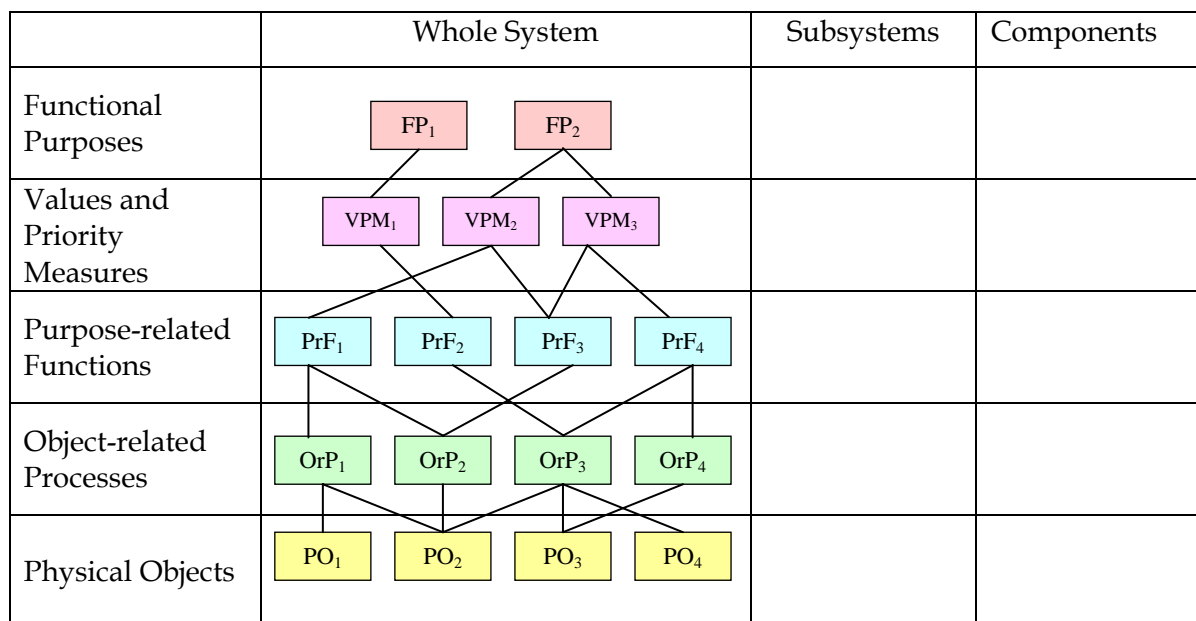 Whole System
Subsystems
Components
Functional
Purposes
FP₁
FP₂
Values and
Priority
Measures
VPM₁
VPM₂
VPM₃
Purpose-related
Functions
PrF₁
PrF₂
PrF₃
PrF₄
Object-related
Processes
OrP₁
OrP₂
OrP₃
OrP₄
Physical Objects
PO₁
PO₂
PO₃
PO₄